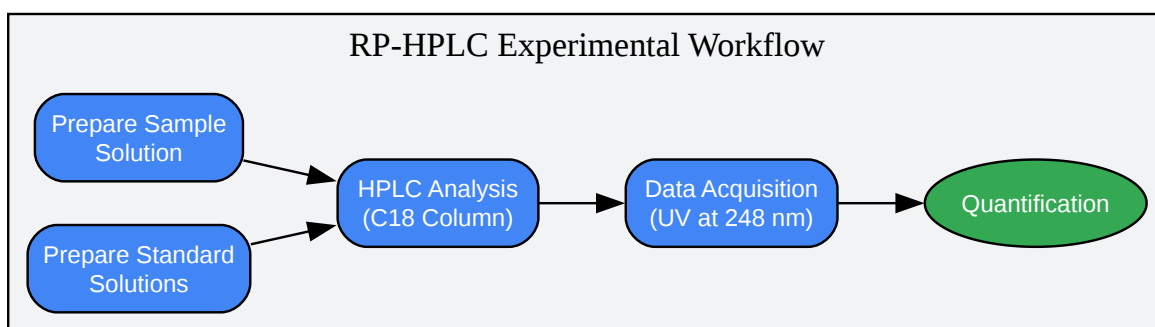 RP-HPLC Experimental Workflow
Prepare Sample
Solution
Prepare Standard
Solutions
HPLC Analysis
(C18 Column)
Data Acquisition
(UV at 248 nm)
Quantification